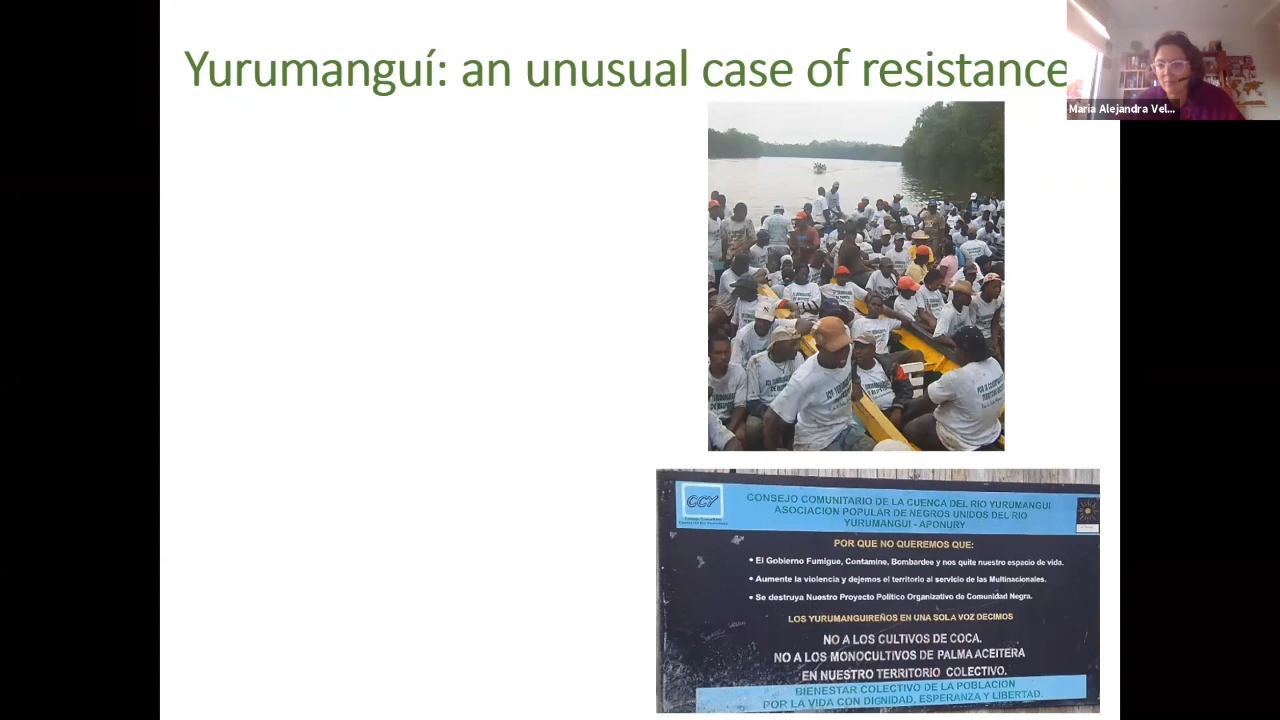 Yurumanguí: an unusual case of resistance
María Alejandra Vel...
CCY
CONSEJO COMUNITARIO DE LA CUENCA DEL RIO YURUMANGUI
ASOCIACION POPULAR DE NEGROS UNIDOS DEL RIO
YURUMANGUI - APONURY
POR QUE NO QUEREMOS QUE:
• El Gobierno Fumigue, Contamine, Bombardee y nos quite nuestro espacio de vida.
• Aumente la violencia y dejemos el territorio al servicio de las Multinacionales.
• Se destruya Nuestro Proyecto Político Organizativo de Comunidad Negra.
LOS YURUMANGUIREÑOS EN UNA SOLA VOZ DECIMOS
NO A LOS CULTIVOS DE COCA.
NO A LOS MONOCULTIVOS DE PALMA ACEITERA
EN NUESTRO TERRITORIO COLECTIVO.
BIENESTAR COLECTIVO DE LA POBLACION
POR LA VIDA CON DIGNIDAD, ESPERANZA Y LIBERTAD.